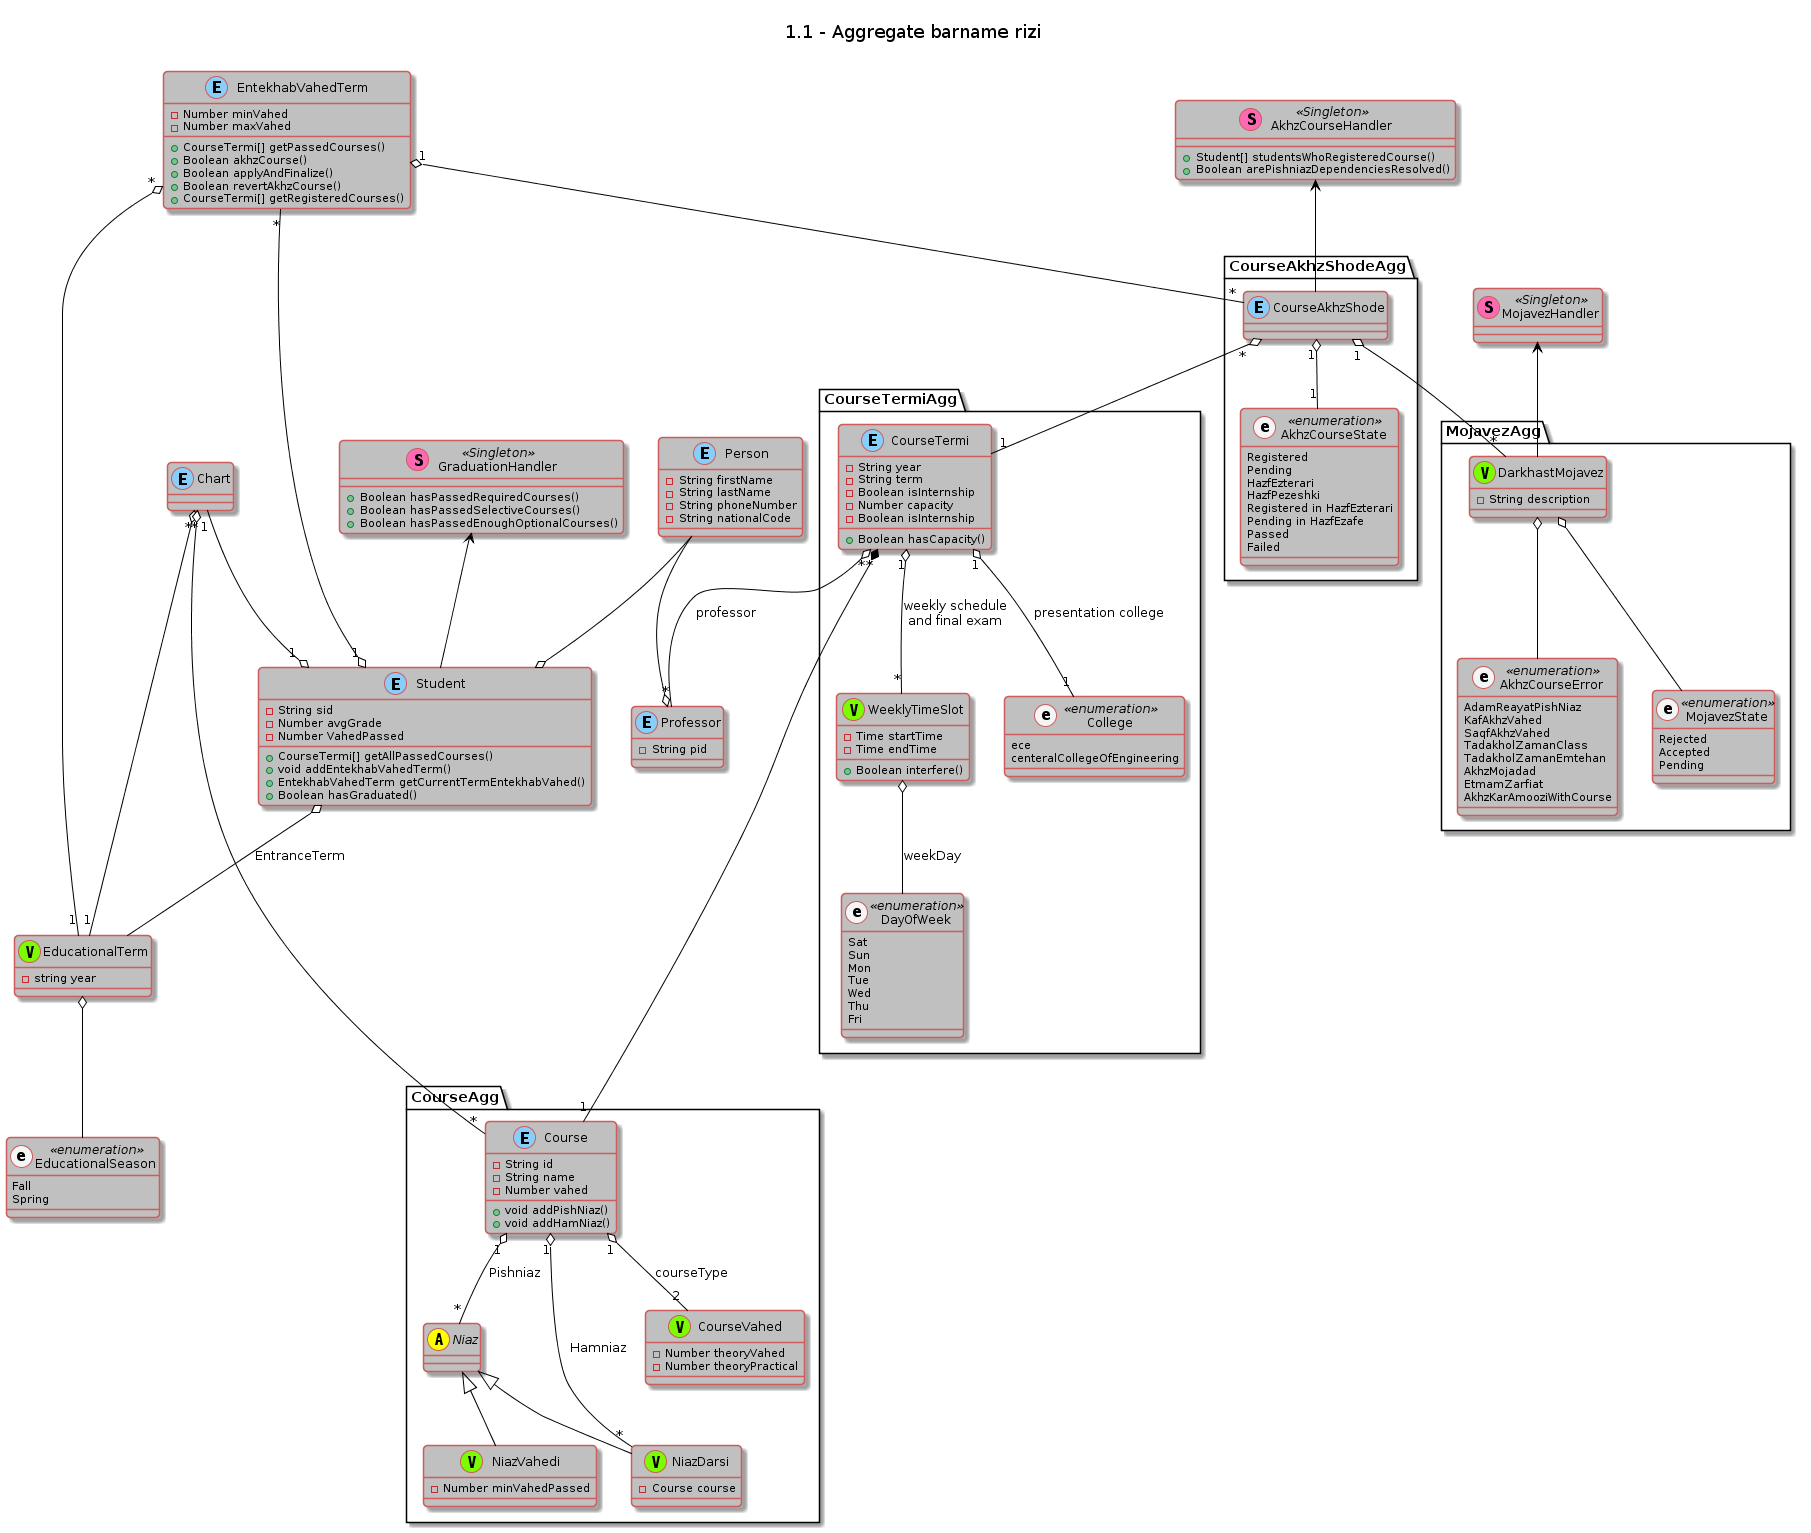 1.1 - Aggregate barname rizi
E EntekhabVahedTerm
Number minVahed
Number maxVahed
CourseTermi[] getPassedCourses()
Boolean akhzCourse()
Boolean applyAndFinalize()
Boolean revertAkhzCourse()
CourseTermi[] getRegisteredCourses()
1
*
*
S «Singleton»
AkhzCourseHandler
Student[] studentsWhoRegisteredCourse()
Boolean arePishniazDependenciesResolved()
CourseAkhzShodeAgg
*
E CourseAkhzShode
*
1
1
1
e «enumeration»
AkhzCourseState
Registered
Pending
HazfEzterari
HazfPezeshki
Registered in HazfEzterari
Pending in HazfEzafe
Passed
Failed
S «Singleton»
MojavezHandler
MojavezAgg
*
V DarkhastMojavez
String description
e «enumeration»
AkhzCourseError
AdamReayatPishNiaz
KafAkhzVahed
SaqfAkhzVahed
TadakholZamanClass
TadakholZamanEmtehan
AkhzMojadad
EtmamZarfiat
AkhzKarAmooziWithCourse
e «enumeration»
MojavezState
Rejected
Accepted
Pending
CourseTermiAgg
E CourseTermi
1
String year
String term
Boolean isInternship
Number capacity
Boolean isInternship
Boolean hasCapacity()
*
*
1
1
professor
weekly schedule
and final exam
presentation college
*
1
V WeeklyTimeSlot
Time startTime
Time endTime
Boolean interfere()
e «enumeration»
College
ece
centeralCollegeOfEngineering
weekDay
e «enumeration»
DayOfWeek
Sat
Sun
Mon
Tue
Wed
Thu
Fri
E Chart
*
*
1
S «Singleton»
GraduationHandler
Boolean hasPassedRequiredCourses()
Boolean hasPassedSelectiveCourses()
Boolean hasPassedEnoughOptionalCourses()
E Person
String firstName
String lastName
String phoneNumber
String nationalCode
1
1
E Student
String sid
Number avgGrade
Number VahedPassed
CourseTermi[] getAllPassedCourses()
void addEntekhabVahedTerm()
EntekhabVahedTerm getCurrentTermEntekhabVahed()
Boolean hasGraduated()
*
E Professor
String pid
EntranceTerm
1
1
V EducationalTerm
string year
e «enumeration»
EducationalSeason
Fall
Spring
CourseAgg
*
1
E Course
String id
String name
Number vahed
void addPishNiaz()
void addHamNiaz()
1
1
1
Pishniaz
courseType
*
2
A Niaz
Hamniaz
V CourseVahed
Number theoryVahed
Number theoryPractical
*
V NiazVahedi
Number minVahedPassed
V NiazDarsi
Course course